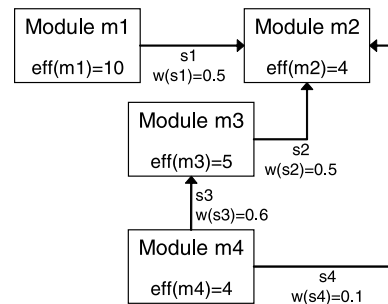 Module m1
eff(m1)=10
s1
w(s1)=0.5
Module m2
eff(m2)=4
Module m3
eff(m3)=5
s2
w(s2)=0.5
s3
w(s3)=0.6
Module m4
eff(m4)=4
s4
w(s4)=0.1